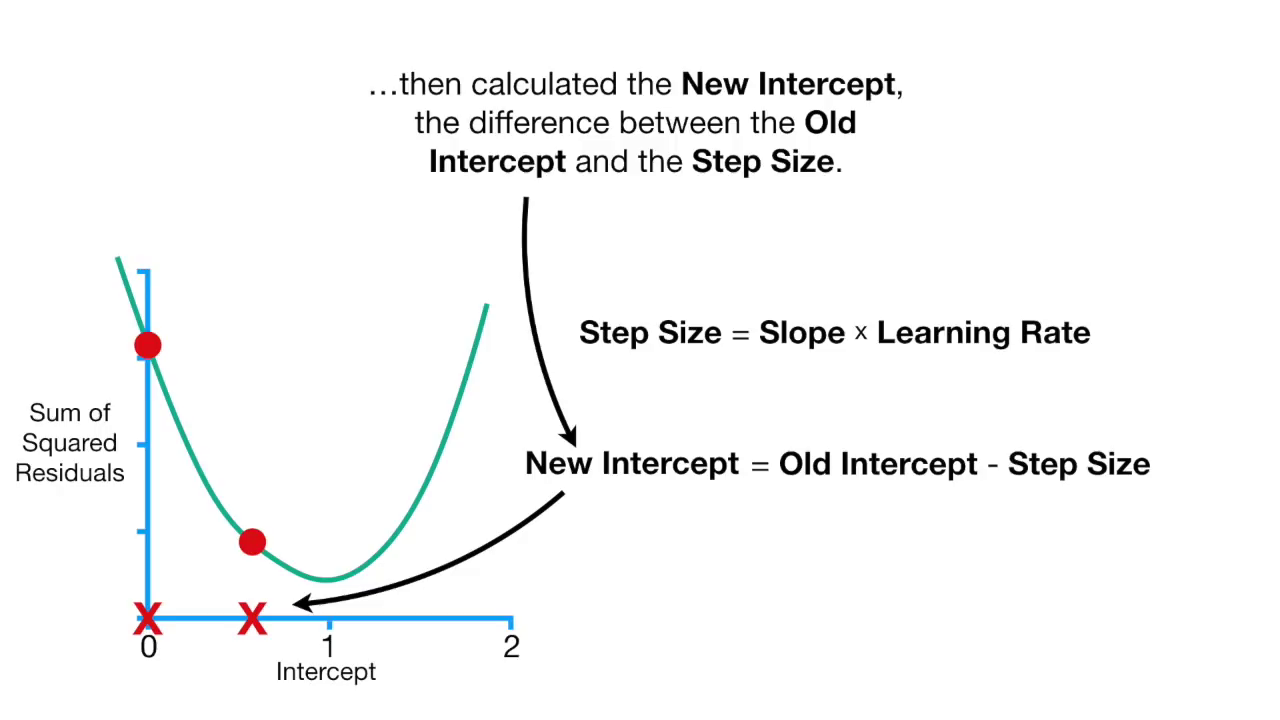 …then calculated the New Intercept,
the difference between the Old
Intercept and the Step Size.
Step Size = Slope x Learning Rate
Sum of
Squared
Residuals
New Intercept = Old Intercept - Step Size
X X
0 1 2
Intercept